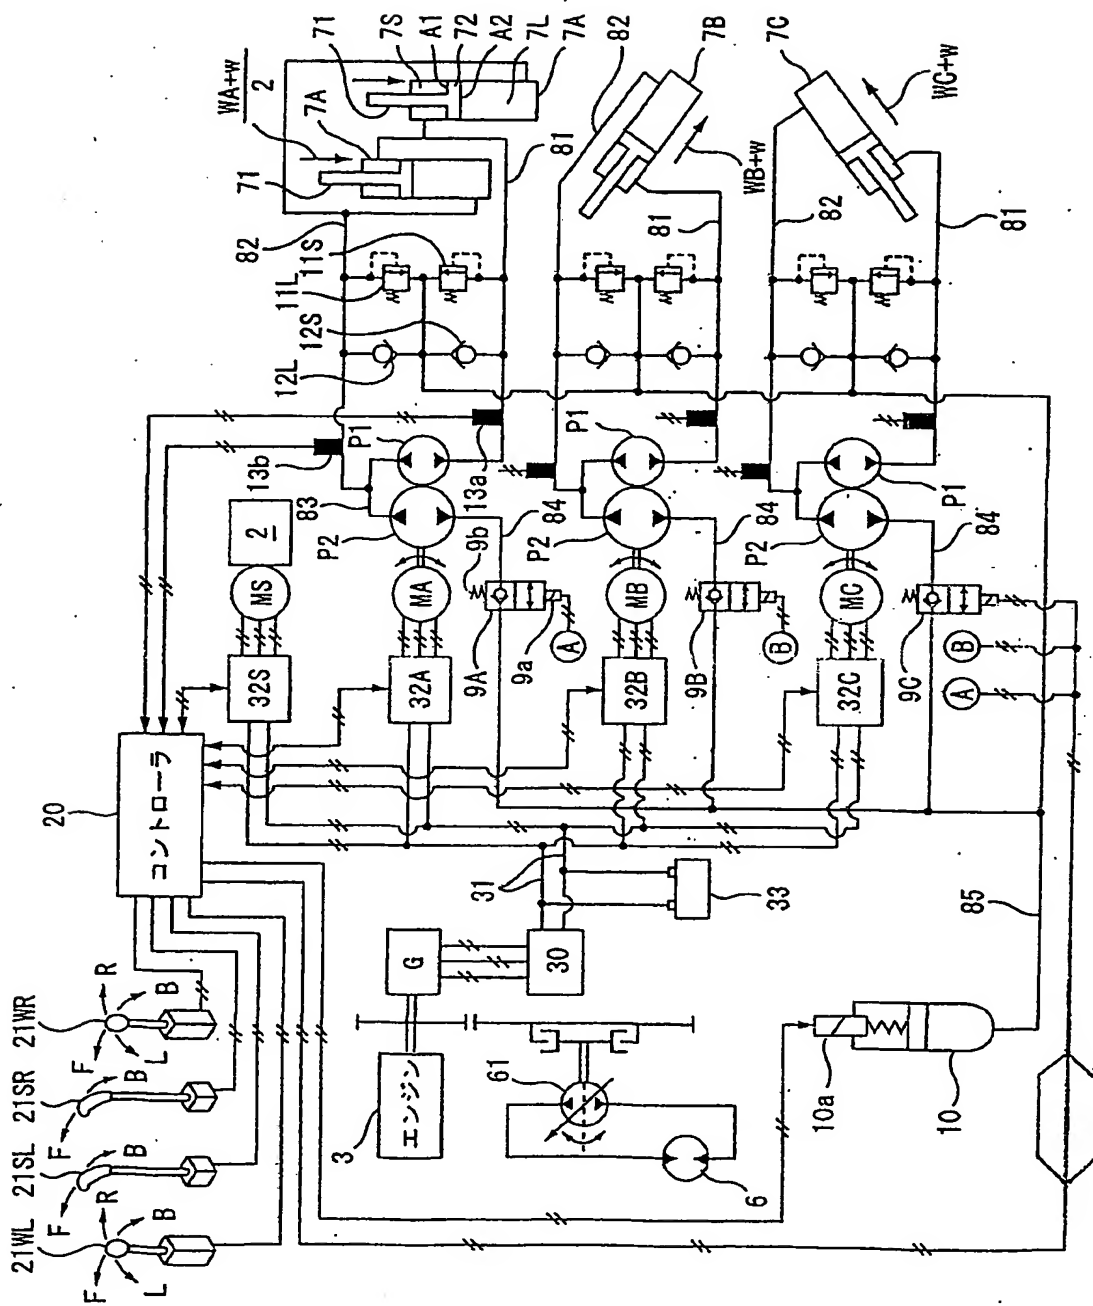 21WL
F
R
B
L
21SL
F
B
21SR
F
B
21WR
F
R
B
L
20
コントローラ
3
エンジン
G
30
31
33
61
6
10a
10
85
32S
MS
2
32A
MA
32B
MB
32C
MC
9A
9a
9b
A
9B
B
9C
B
A
P1
P2
83
84
P1
P2
84
P1
P2
84
13b
13a
12L
12S
11L
11S
82
81
82
81
82
81
71
7A
WA+w
2
71
7S
A1
72
A2
7L
7A
7B
WB+w
7C
WC+w